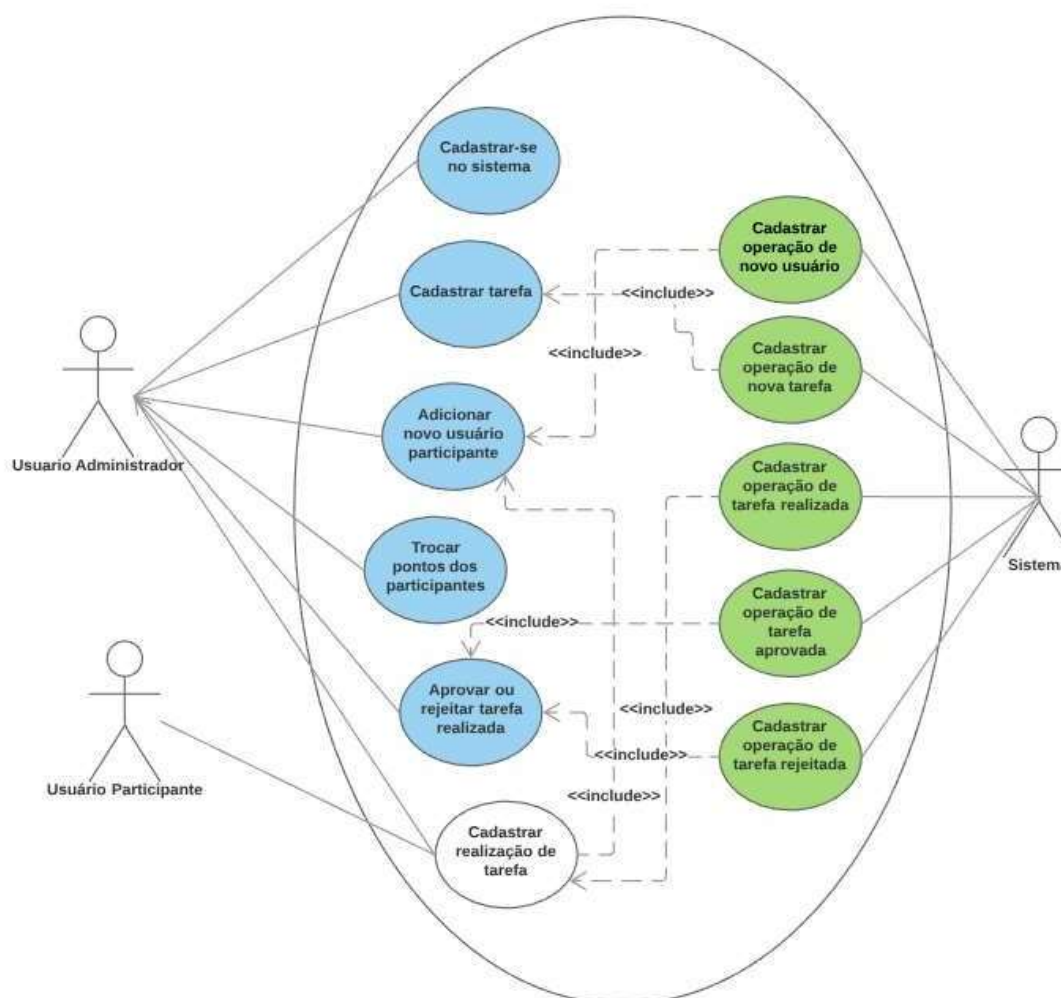 Cadastrar-se
no sistema
Cadastrar
operação de
novo usuário
Cadastrar tarefa
<<include>>
<<include>>
Cadastrar
operação de
nova tarefa
Adicionar
novo usuário
participante
Usuario Administrador
Cadastrar
operação de
tarefa realizada
Trocar
pontos dos
participantes
Sistema
Cadastrar
operação de
tarefa
aprovada
<<include>>
Aprovar ou
rejeitar tarefa
realizada
<<include>>
Cadastrar
operação de
tarefa rejeitada
<<include>>
Usuário Participante
<<include>>
Cadastrar
realização de
tarefa